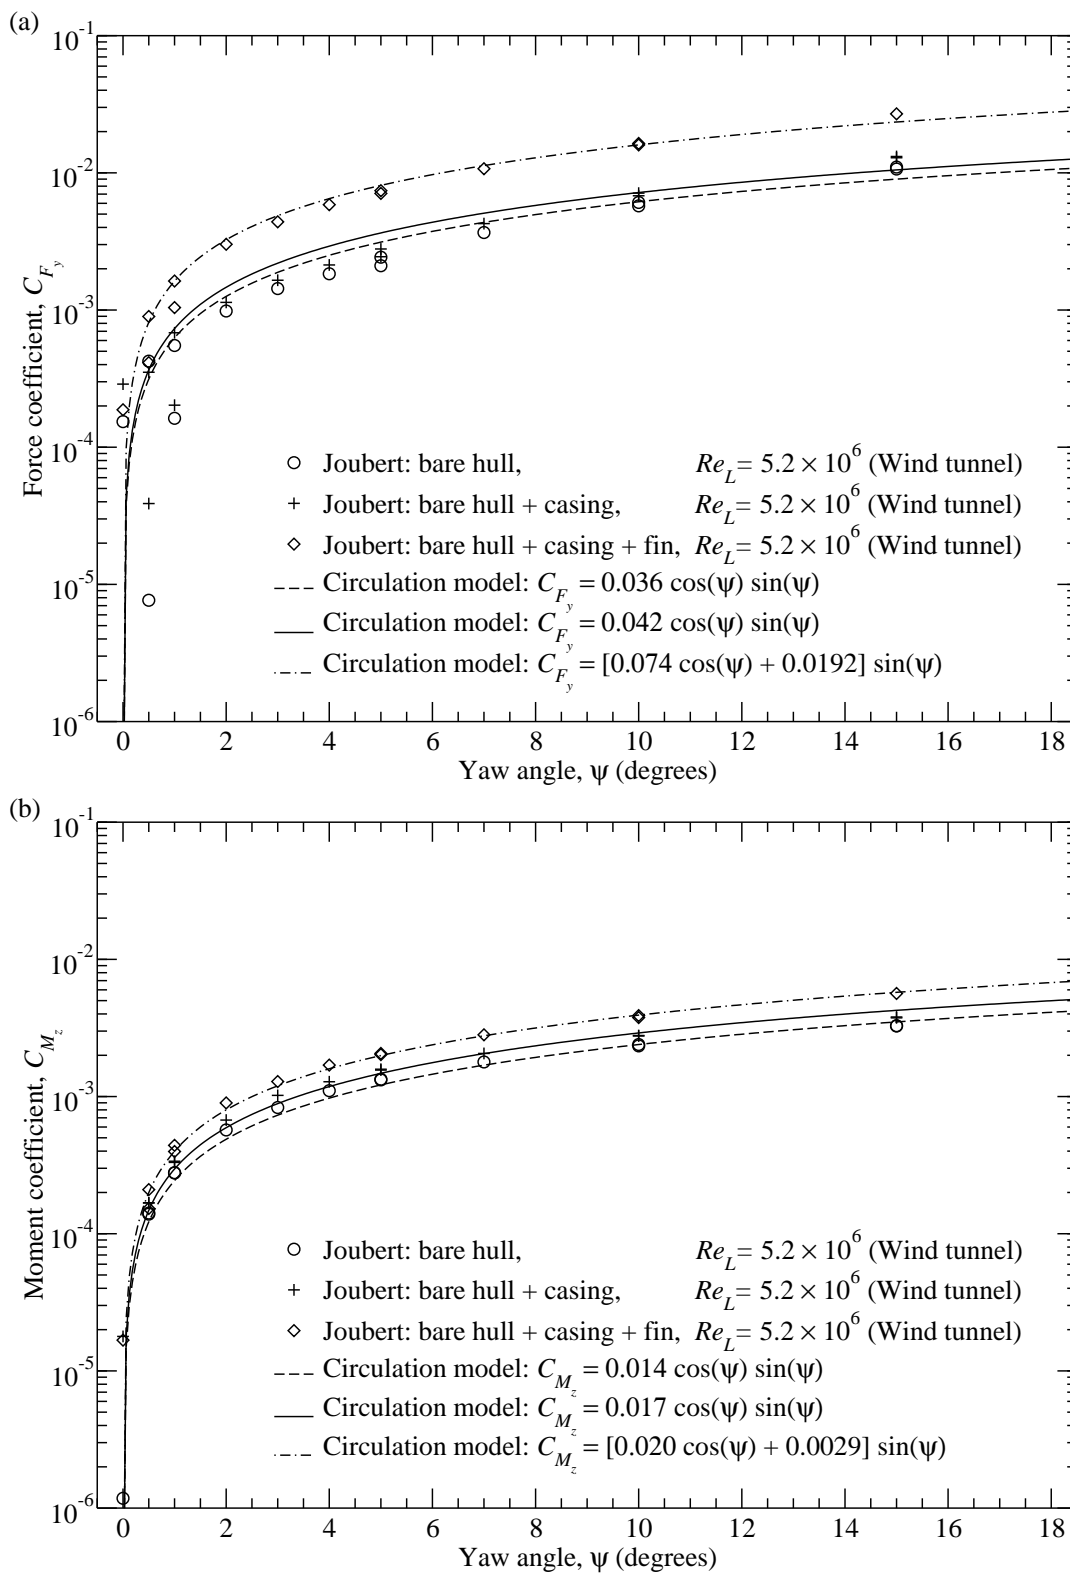 (a)
10^-1
10^-2
10^-3
10^-4
10^-5
10^-6
Force coefficient, C_{F_y}
Joubert: bare hull, Re_L = 5.2 × 10^6 (Wind tunnel)
Joubert: bare hull + casing, Re_L = 5.2 × 10^6 (Wind tunnel)
Joubert: bare hull + casing + fin, Re_L = 5.2 × 10^6 (Wind tunnel)
Circulation model: C_{F_y} = 0.036 cos(ψ) sin(ψ)
Circulation model: C_{F_y} = 0.042 cos(ψ) sin(ψ)
Circulation model: C_{F_y} = [0.074 cos(ψ) + 0.0192] sin(ψ)
0 2 4 6 8 10 12 14 16 18
Yaw angle, ψ (degrees)
(b)
10^-1
10^-2
10^-3
10^-4
10^-5
10^-6
Moment coefficient, C_{M_z}
Joubert: bare hull, Re_L = 5.2 × 10^6 (Wind tunnel)
Joubert: bare hull + casing, Re_L = 5.2 × 10^6 (Wind tunnel)
Joubert: bare hull + casing + fin, Re_L = 5.2 × 10^6 (Wind tunnel)
Circulation model: C_{M_z} = 0.014 cos(ψ) sin(ψ)
Circulation model: C_{M_z} = 0.017 cos(ψ) sin(ψ)
Circulation model: C_{M_z} = [0.020 cos(ψ) + 0.0029] sin(ψ)
0 2 4 6 8 10 12 14 16 18
Yaw angle, ψ (degrees)